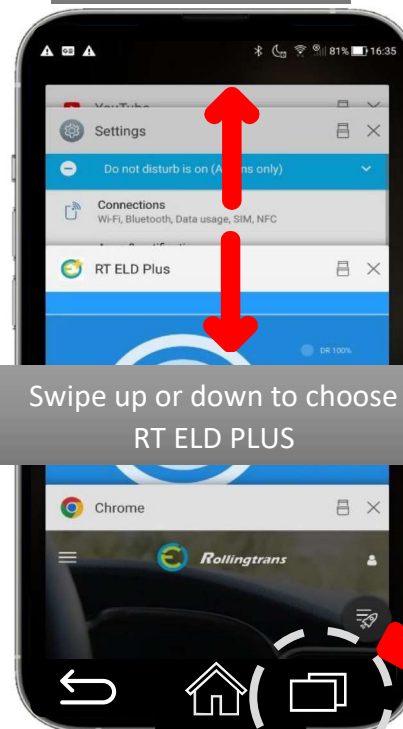 81% 16:35
YouTube
Settings
Do not disturb is on (A ms only)
Connections
Wi-Fi, Bluetooth, Data usage, SIM, NFC
RT ELD Plus
DR 100%
Swipe up or down to choose
RT ELD PLUS
Chrome
Rollingtrans